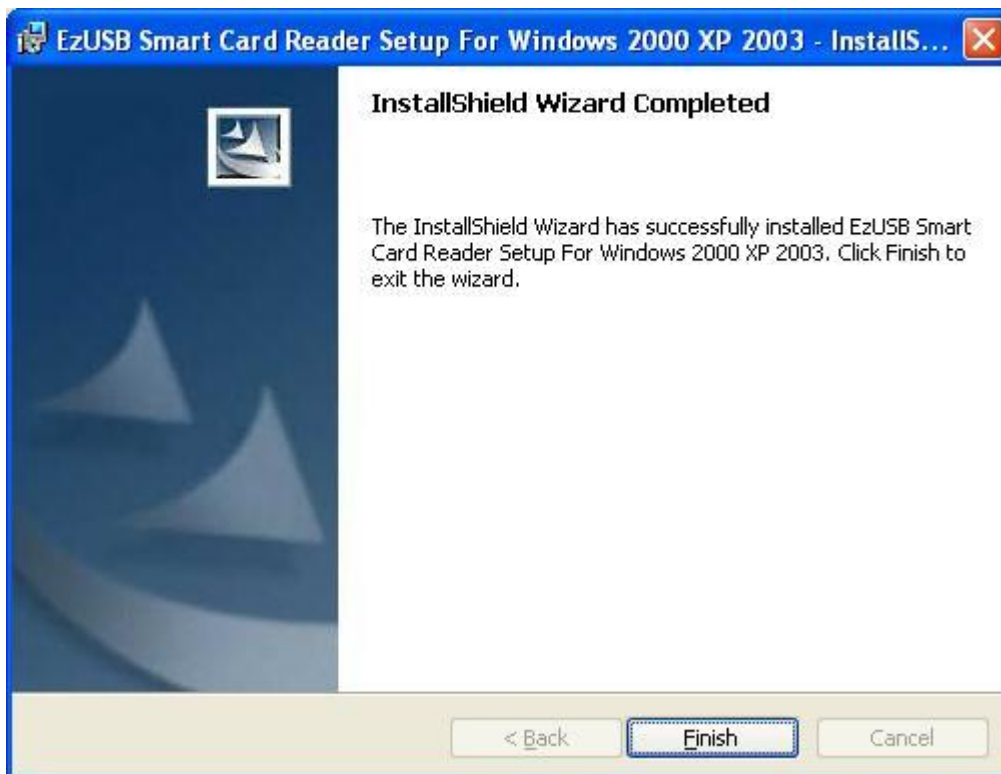 EzUSB Smart Card Reader Setup For Windows 2000 XP 2003 - InstallS...
InstallShield Wizard Completed
The InstallShield Wizard has successfully installed EzUSB Smart
Card Reader Setup For Windows 2000 XP 2003. Click Finish to
exit the wizard.
< Back Finish Cancel